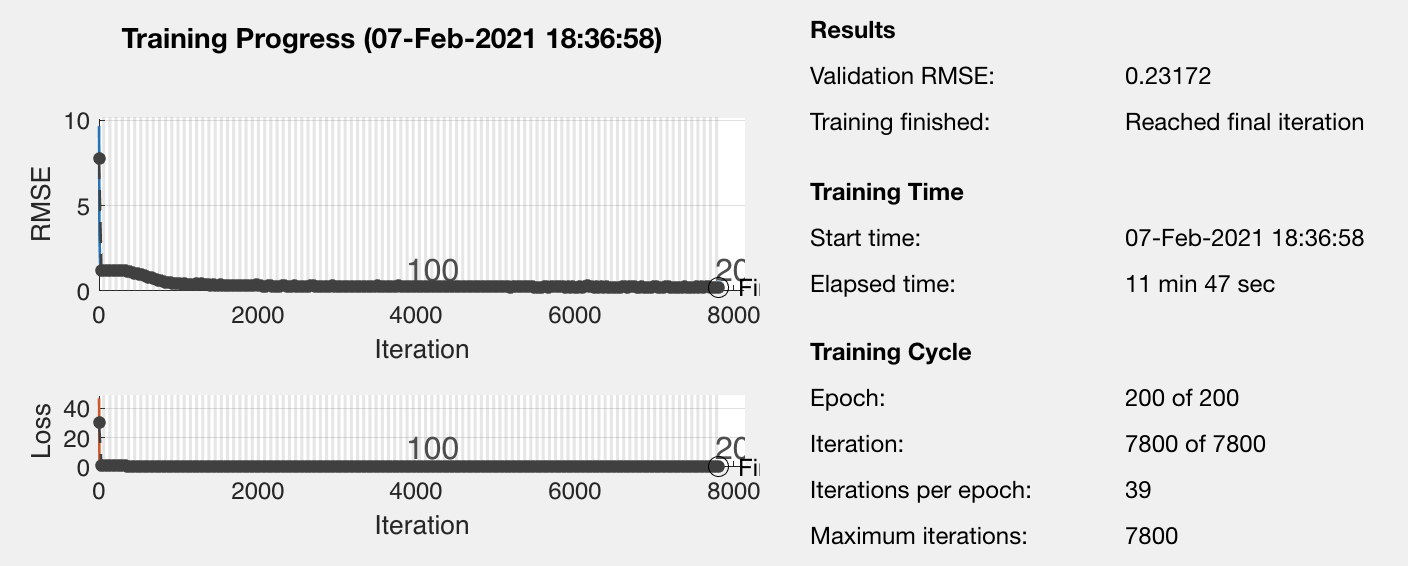 Training Progress (07-Feb-2021 18:36:58)
10
5
0
RMSE
100
20
Fi
0 2000 4000 6000 8000
Iteration
40
20
0
Loss
100
20
Fi
0 2000 4000 6000 8000
Iteration
Results
Validation RMSE: 0.23172
Training finished: Reached final iteration
Training Time
Start time: 07-Feb-2021 18:36:58
Elapsed time: 11 min 47 sec
Training Cycle
Epoch: 200 of 200
Iteration: 7800 of 7800
Iterations per epoch: 39
Maximum iterations: 7800